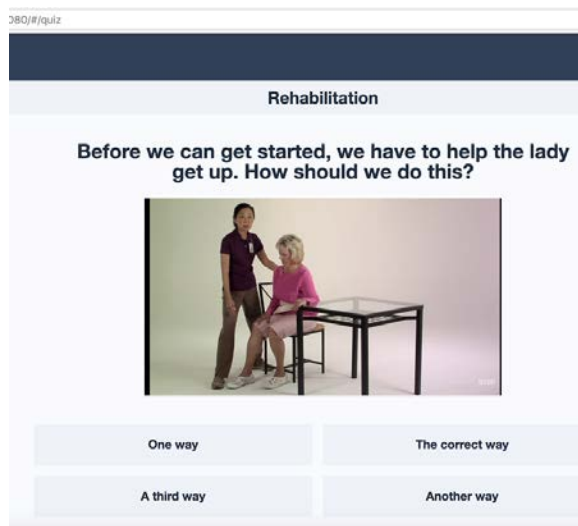 080/#/quiz
Rehabilitation
Before we can get started, we have to help the lady
get up. How should we do this?
One way
The correct way
A third way
Another way